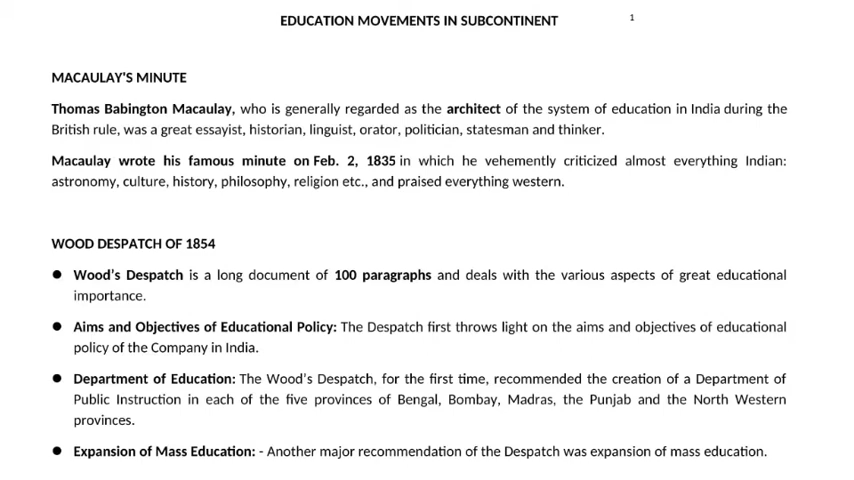 EDUCATION MOVEMENTS IN SUBCONTINENT 1
MACAULAY'S MINUTE
Thomas Babington Macaulay, who is generally regarded as the architect of the system of education in India during the
British rule, was a great essayist, historian, linguist, orator, politician, statesman and thinker.
Macaulay wrote his famous minute on Feb. 2, 1835 in which he vehemently criticized almost everything Indian:
astronomy, culture, history, philosophy, religion etc., and praised everything western.
WOOD DESPATCH OF 1854
● Wood's Despatch is a long document of 100 paragraphs and deals with the various aspects of great educational
importance.
● Aims and Objectives of Educational Policy: The Despatch first throws light on the aims and objectives of educational
policy of the Company in India.
● Department of Education: The Wood's Despatch, for the first time, recommended the creation of a Department of
Public Instruction in each of the five provinces of Bengal, Bombay, Madras, the Punjab and the North Western
provinces.
● Expansion of Mass Education: - Another major recommendation of the Despatch was expansion of mass education.